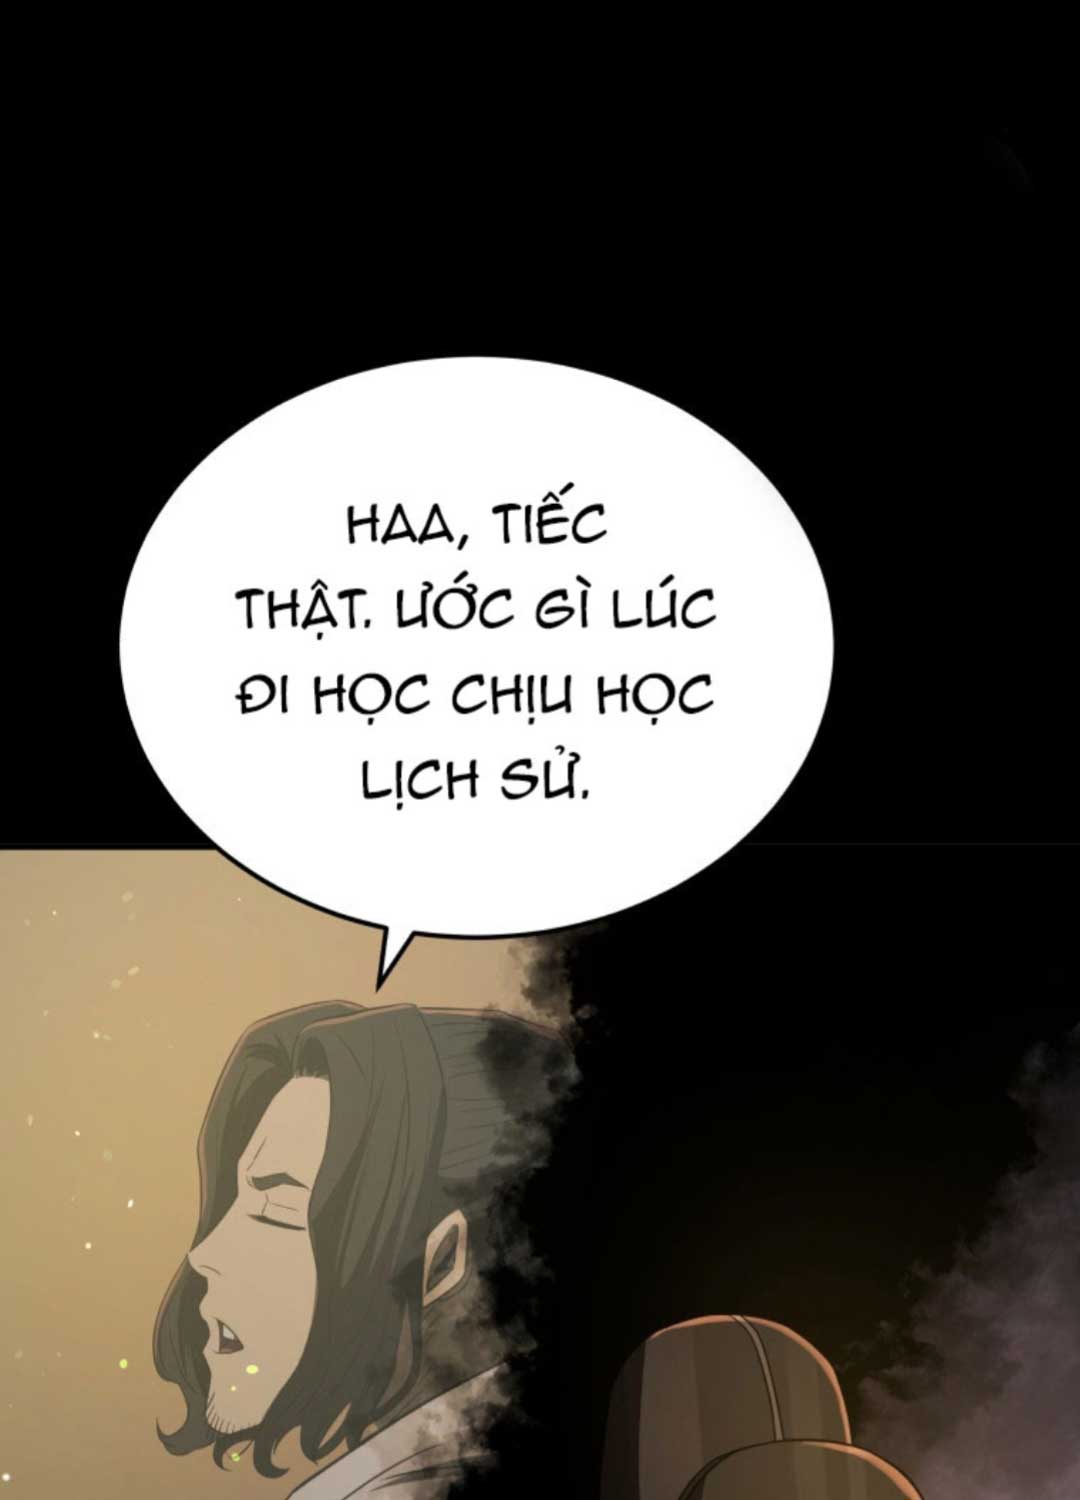 HAA, TIẾC
THẬT. ƯỚC GÌ LÚC
ĐI HỌC CHỊU HỌC
LỊCH SỬ.